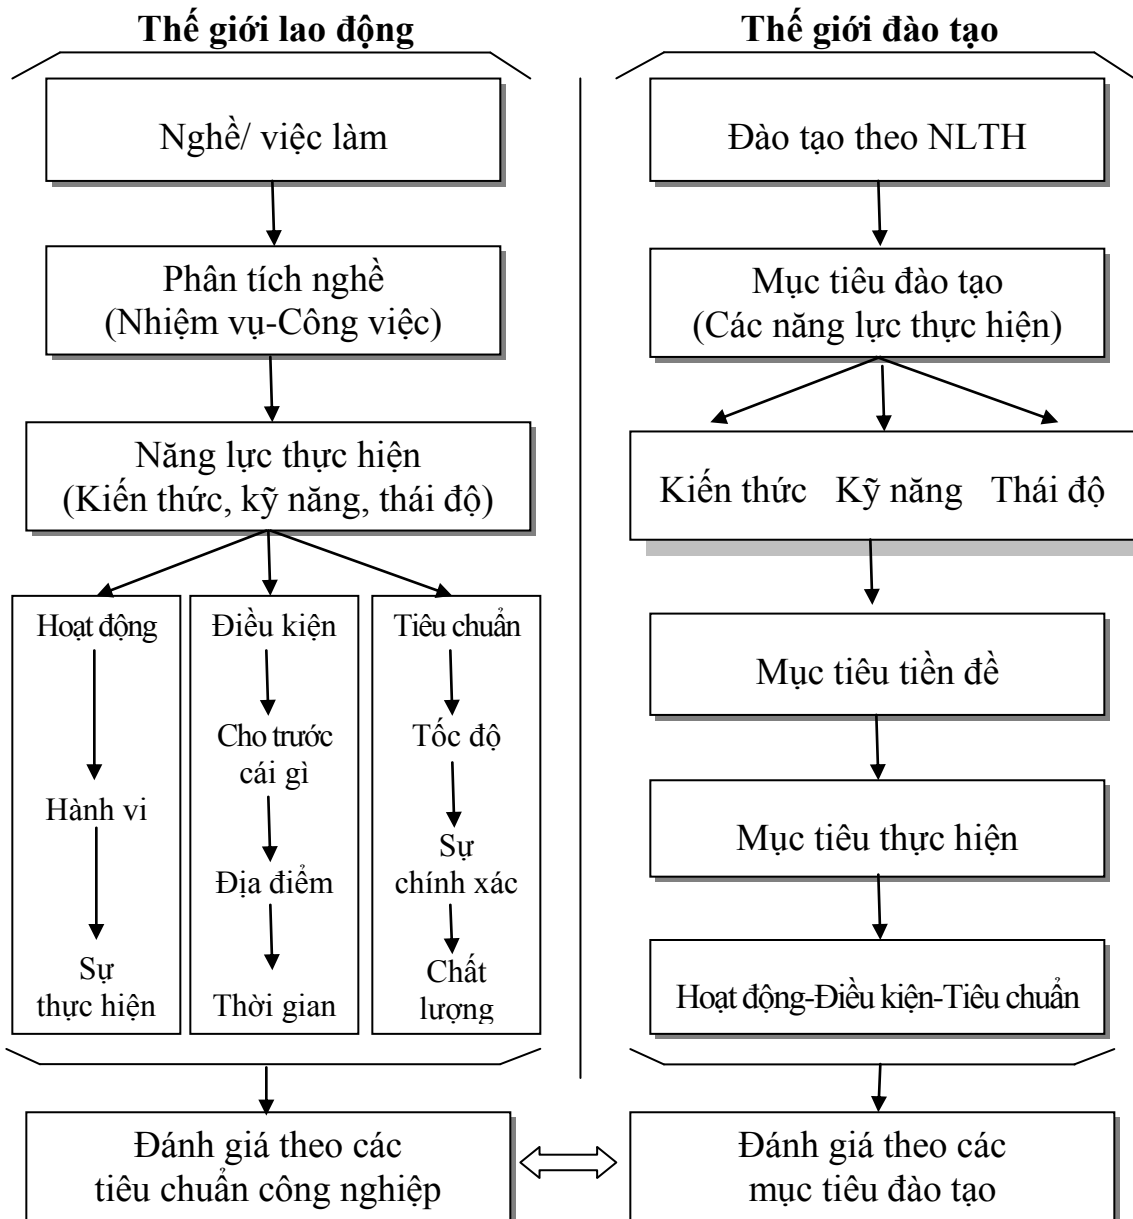 Thế giới lao động
Nghề/ việc làm
Phân tích nghề
(Nhiệm vụ-Công việc)
Năng lực thực hiện
(Kiến thức, kỹ năng, thái độ)
Hoạt động
Hành vi
Sự
thực hiện
Điều kiện
Cho trước
cái gì
Địa điểm
Thời gian
Tiêu chuẩn
Tốc độ
Sự
chính xác
Chất
lượng
Đánh giá theo các
tiêu chuẩn công nghiệp
Thế giới đào tạo
Đào tạo theo NLTH
Mục tiêu đào tạo
(Các năng lực thực hiện)
Kiến thức Kỹ năng Thái độ
Mục tiêu tiền đề
Mục tiêu thực hiện
Hoạt động-Điều kiện-Tiêu chuẩn
Đánh giá theo các
mục tiêu đào tạo